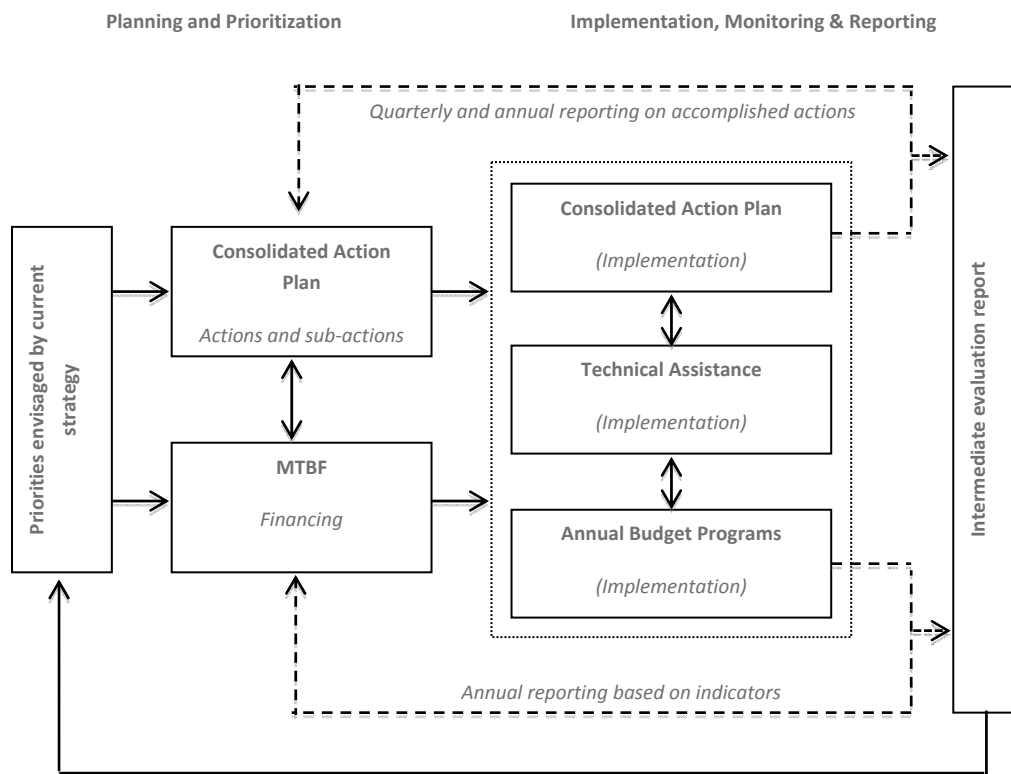 Planning and Prioritization
Implementation, Monitoring & Reporting
Quarterly and annual reporting on accomplished actions
Priorities envisaged by current
strategy
Consolidated Action
Plan
Actions and sub-actions
MTBF
Financing
Consolidated Action Plan
(Implementation)
Technical Assistance
(Implementation)
Annual Budget Programs
(Implementation)
Annual reporting based on indicators
Intermediate evaluation report